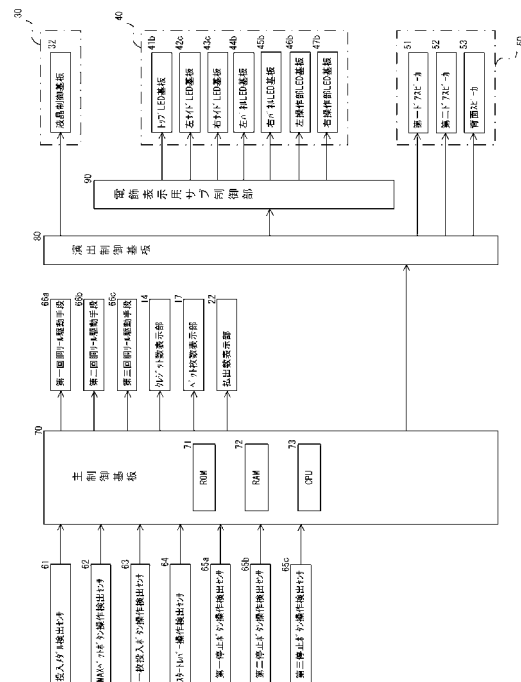 30
32
液晶制御基板
40
41b
トップLED基板
42c
左サイドLED基板
43c
右サイドLED基板
44b
左パネルLED基板
45b
右パネルLED基板
46b
左操作部LED基板
47b
右操作部LED基板
50
51
第一ドアスピーカ
52
第二ドアスピーカ
53
背面スピーカ
90
電飾表示用サブ制御部
80
演出制御基板
66a
第一回胴リール駆動手段
66b
第二回胴リール駆動手段
66c
第三回胴リール駆動手段
14
クレジット数表示部
17
ベット枚数表示部
22
払出数表示部
70
主制御基板
71
ROM
72
RAM
73
CPU
61
投入メダル検出センサ
62
MAXベットボタン操作検出センサ
63
一枚投入ボタン操作検出センサ
64
スタートレバー操作検出センサ
65a
第一停止ボタン操作検出センサ
65b
第二停止ボタン操作検出センサ
65c
第三停止ボタン操作検出センサ